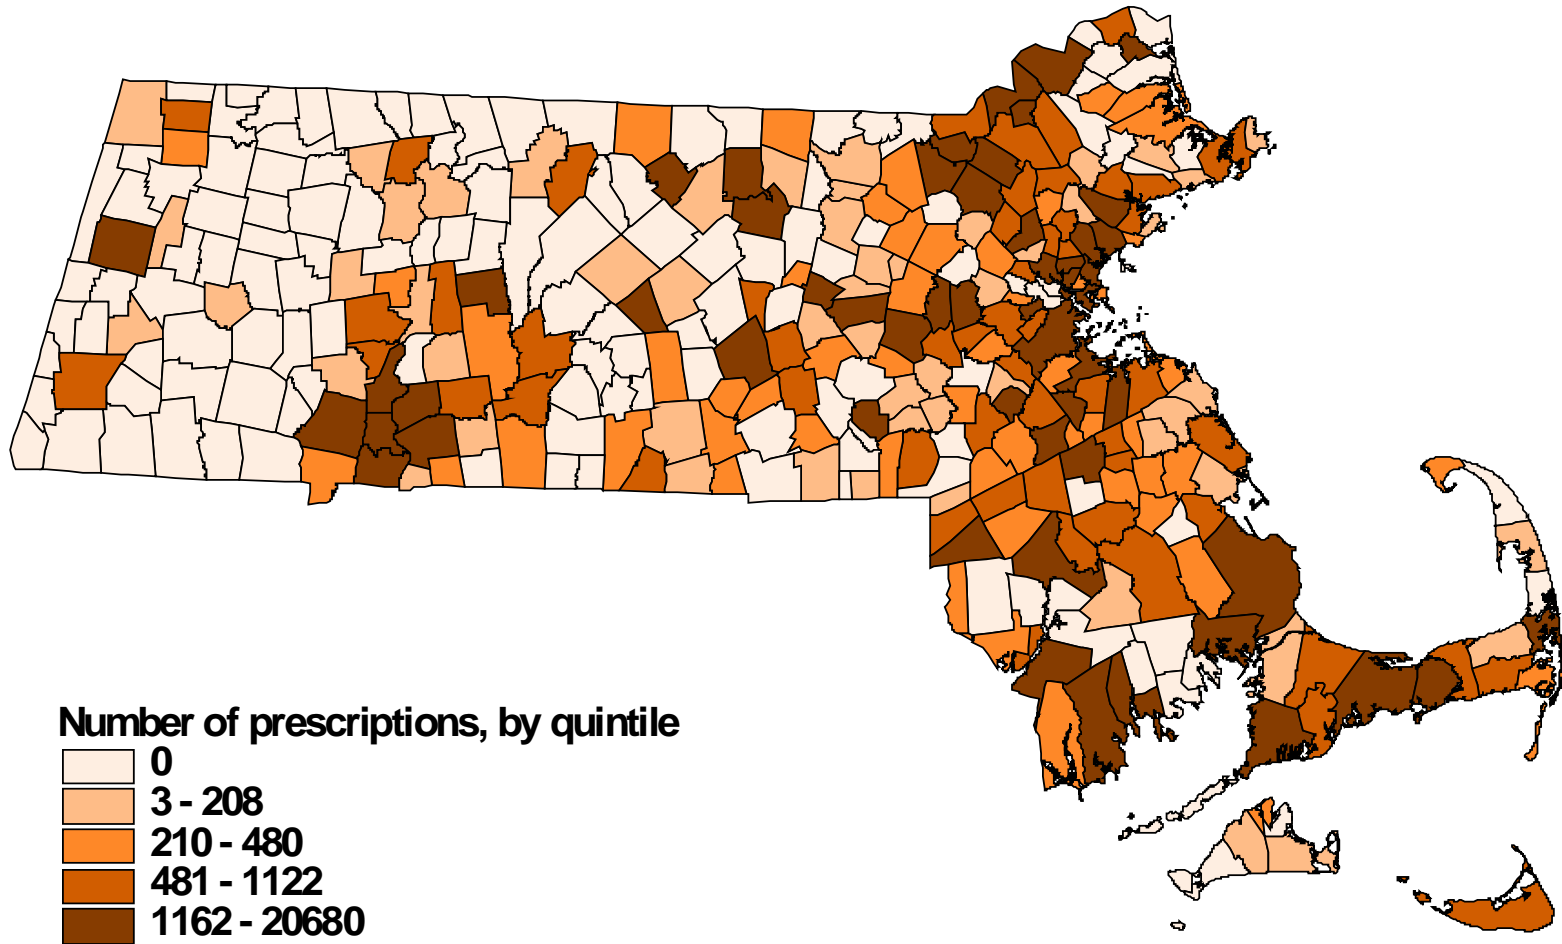 Number of prescriptions, by quintile
0
3 - 208
210 - 480
481 - 1122
1162 - 20680